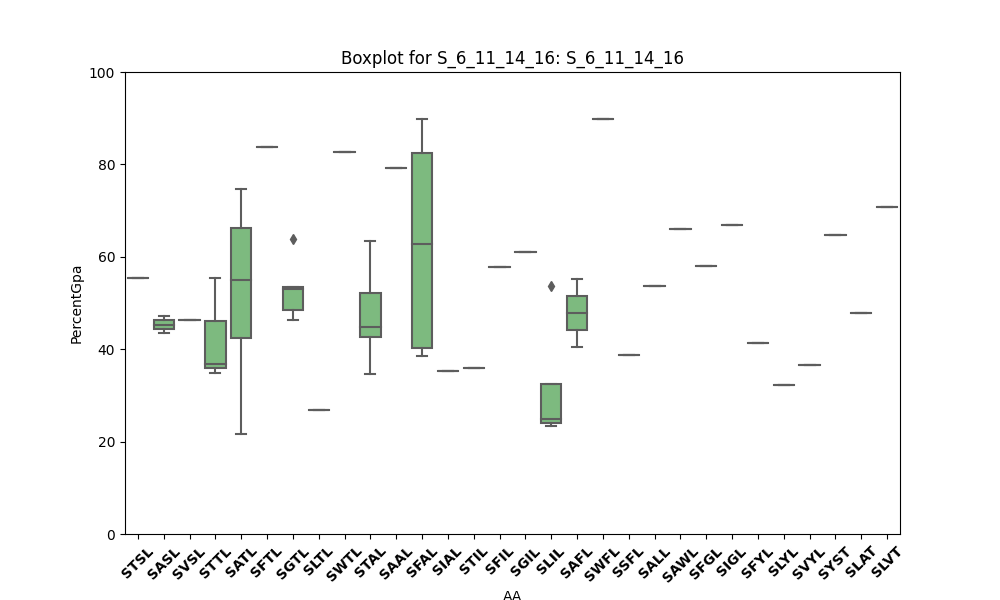 Boxplot for S_6_11_14_16: S_6_11_14_16
100
80
60
40
20
0
PercentGpa
STSL SASL SVSL STTL SATL SFTL SGTL SLTL SWTL STAL SAAL SFAL SIAL STIL SFIL SGIL SLIL SAFL SWFL SSFL SALL SAWL SFGL SIGL SFYL SLYL SVYL SYST SLAT SLVT
AA